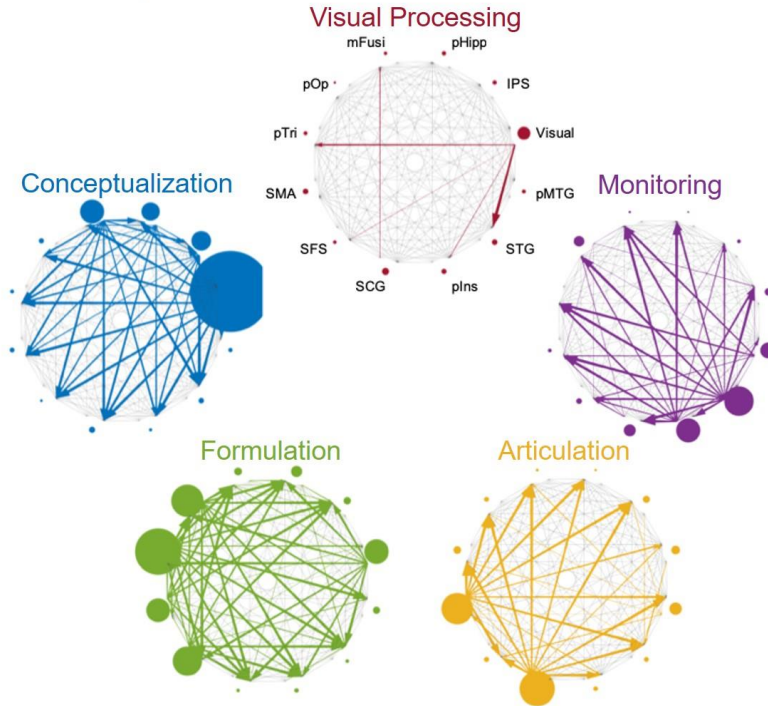 Visual Processing
mFusi
pHipp
pOp
IPS
pTri
Visual
Conceptualization
SMA
pMTG
Monitoring
SFS
STG
SCG
pIns
Formulation
Articulation